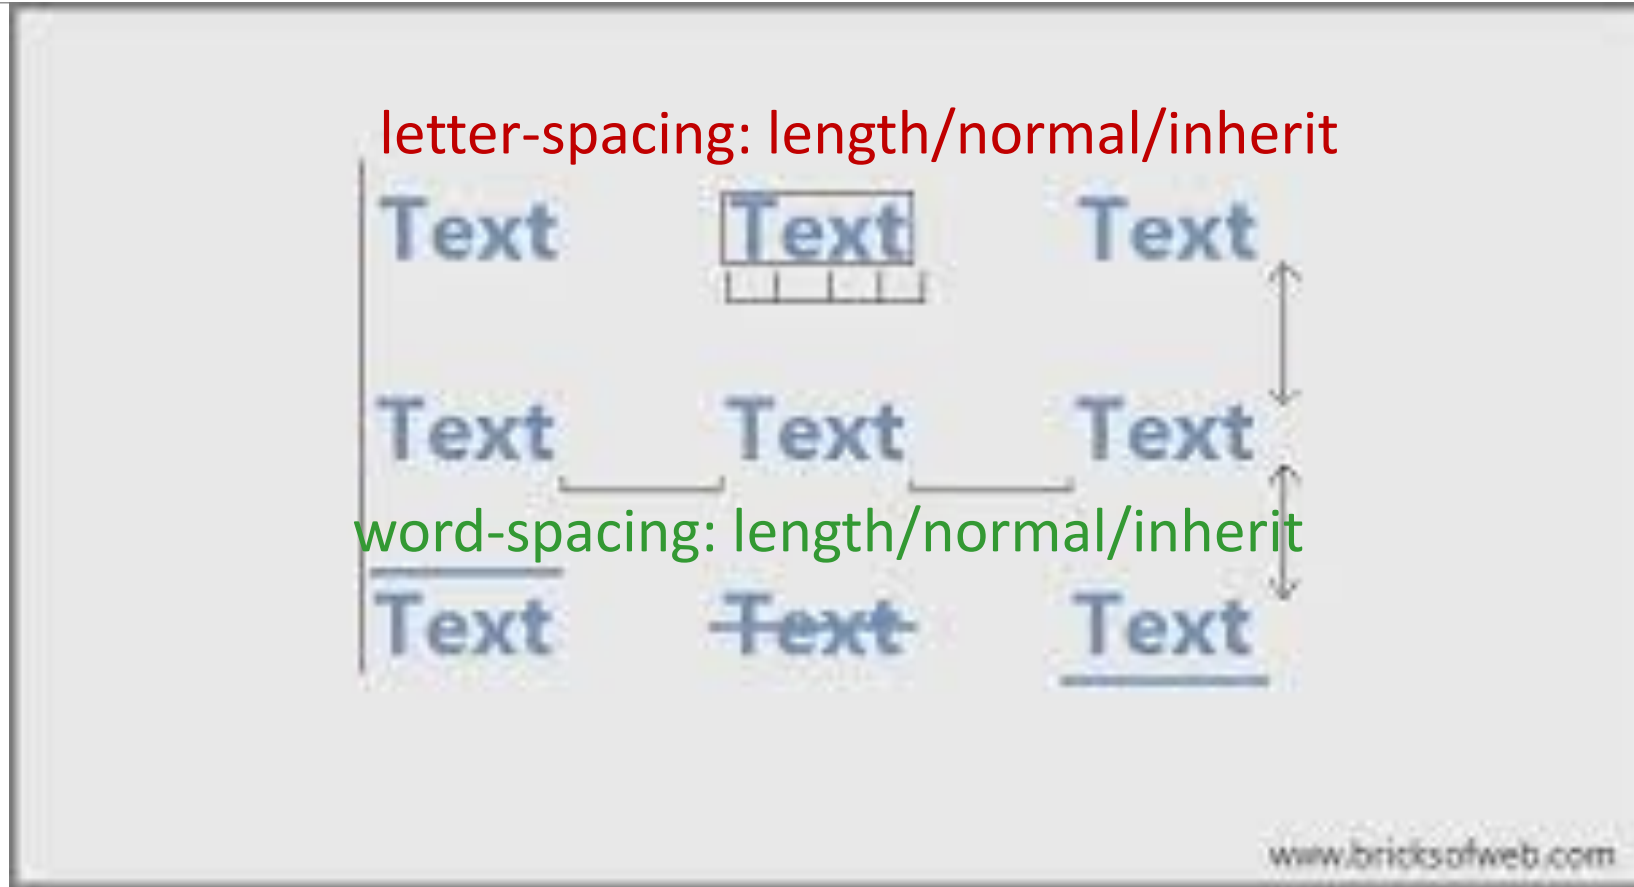 letter-spacing: length/normal/inherit
Text Text Text
Text Text Text
word-spacing: length/normal/inherit
Text Text Text
www.bricksofweb.com